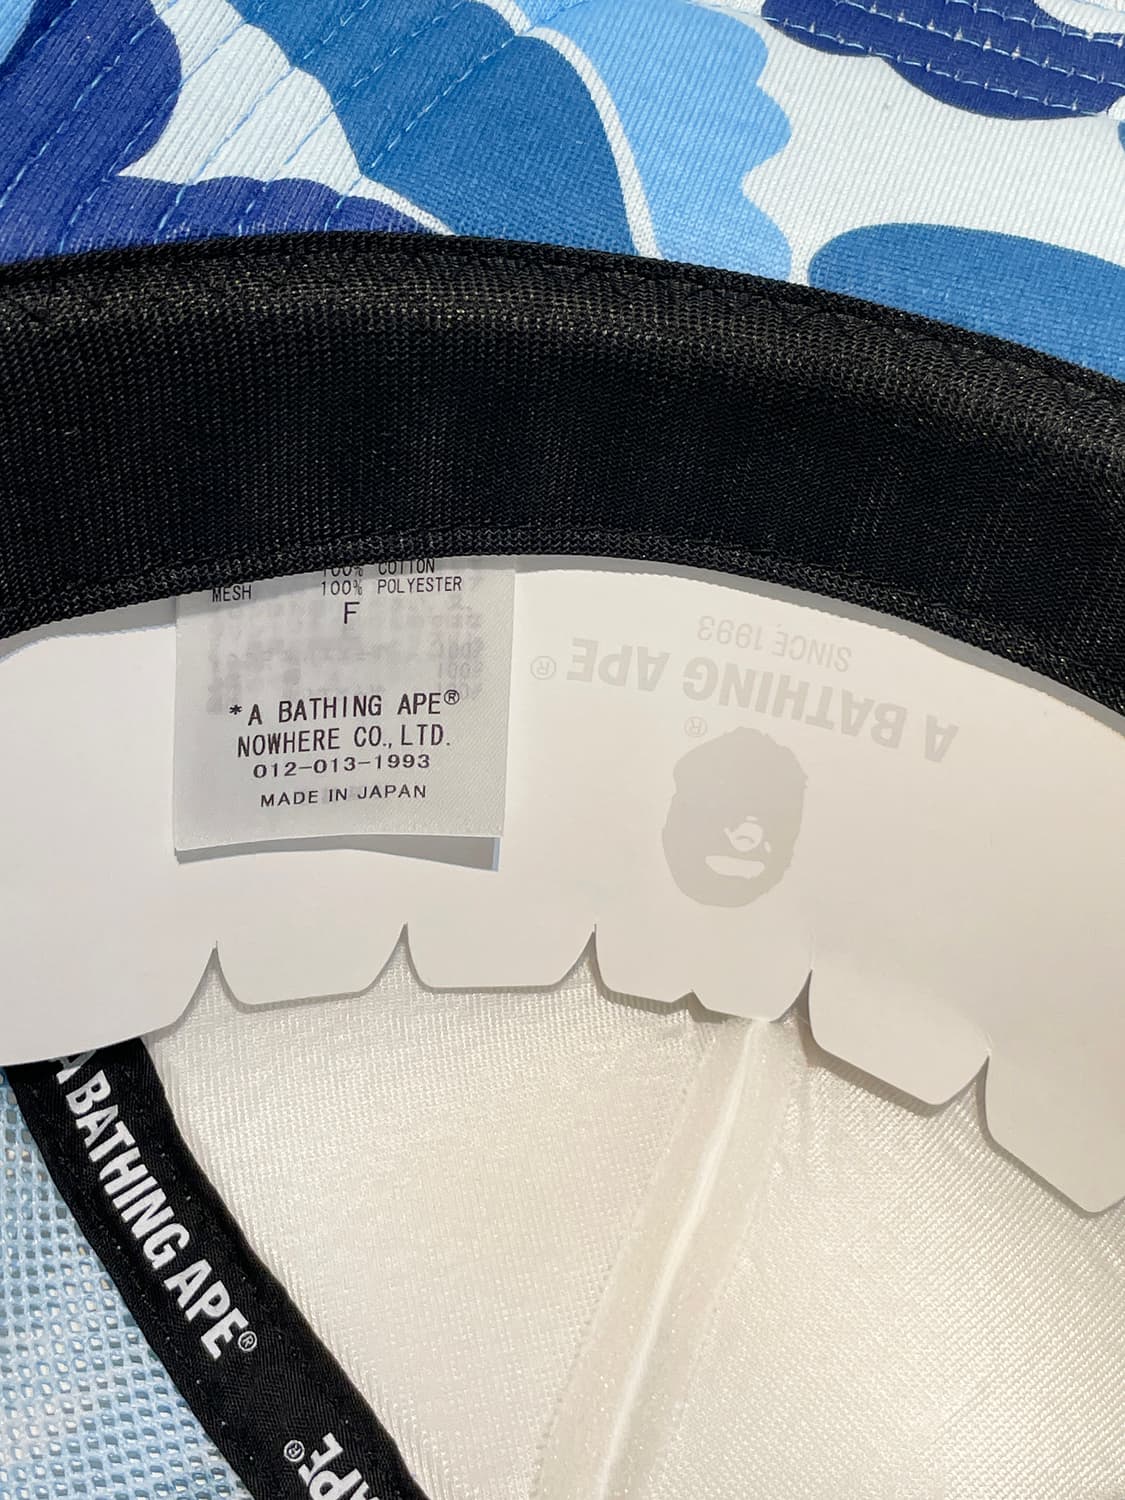 100% COTTON
MESH 100% POLYESTER
F
*A BATHING APE®
NOWHERE CO., LTD.
012-013-1993
MADE IN JAPAN
A BATHING APE®
SINCE 1993
®
A BATHING APE®
APE®